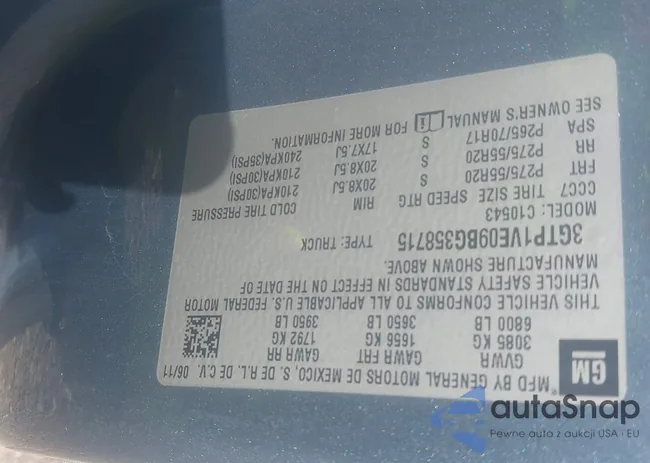 GM
*MFD BY GENERAL MOTORS DE MEXICO, S. DE R.L. DE C.V. 06/11
GVWR GAWR FRT GAWR RR
3085 KG 1656 KG 1792 KG
6800 LB 3650 LB 3950 LB
THIS VEHICLE CONFORMS TO ALL APPLICABLE U.S. FEDERAL MOTOR
VEHICLE SAFETY STANDARDS IN EFFECT ON THE DATE OF
MANUFACTURE SHOWN ABOVE.
3GTP1VE09BG358715 TYPE: TRUCK
MODEL: C10543
CCC7 TIRE SIZE SPEED RTG RIM COLD TIRE PRESSURE
FRT P275/55R20 S 20X8.5J 210KPA(30PSI)
RR P275/55R20 S 20X8.5J 210KPA(30PSI)
SPA P265/70R17 S 17X7.5J 240KPA(35PSI)
SEE OWNER'S MANUAL FOR MORE INFORMATION.
autaSnap
Pewne auta z aukcji USA i EU